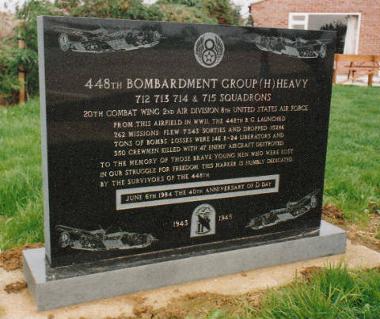 8
448TH BOMBARDMENT GROUP (H) HEAVY
712 713 714 & 715 SQUADRONS
20TH COMBAT WING 2ND AIR DIVISION 8TH UNITED STATES AIR FORCE
FROM THIS AIRFIELD IN WWII, THE 448TH B.G. LAUNCHED
262 MISSIONS, FLEW 7343 SORTIES AND DROPPED 15286
TONS OF BOMBS. LOSSES WERE 146 B-24 LIBERATORS AND
350 CREWMEN KILLED WITH 47 ENEMY AIRCRAFT DESTROYED.
TO THE MEMORY OF THOSE BRAVE YOUNG MEN WHO WERE LOST
IN OUR STRUGGLE FOR FREEDOM THIS MARKER IS HUMBLY DEDICATED
BY THE SURVIVORS OF THE 448TH
JUNE 6TH 1984 THE 40TH ANNIVERSARY OF D DAY
1943 1945